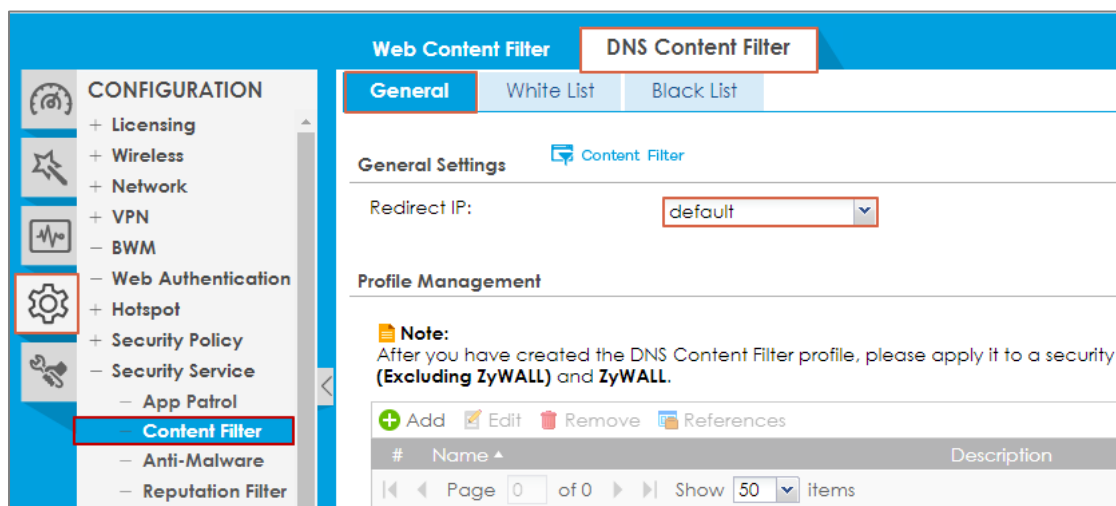 Web Content Filter
DNS Content Filter
CONFIGURATION
+ Licensing
+ Wireless
+ Network
+ VPN
– BWM
– Web Authentication
+ Hotspot
+ Security Policy
– Security Service
– App Patrol
– Content Filter
– Anti-Malware
– Reputation Filter
General
White List
Black List
General Settings
Content Filter
Redirect IP:
default
Profile Management
Note:
After you have created the DNS Content Filter profile, please apply it to a security
(Excluding ZyWALL) and ZyWALL.
Add Edit Remove References
# Name Description
Page 0 of 0 Show 50 items